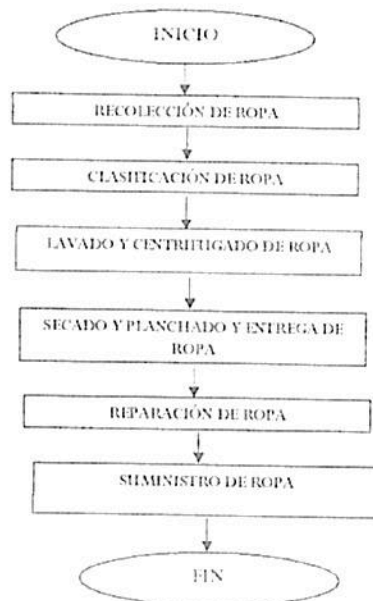 INICIO
RECOLECCIÓN DE ROPA
CLASIFICACIÓN DE ROPA
LAVADO Y CENTRIFUGADO DE ROPA
SECADO Y PLANCHADO Y ENTREGA DE
ROPA
REPARACIÓN DE ROPA
SUMINISTRO DE ROPA
FIN